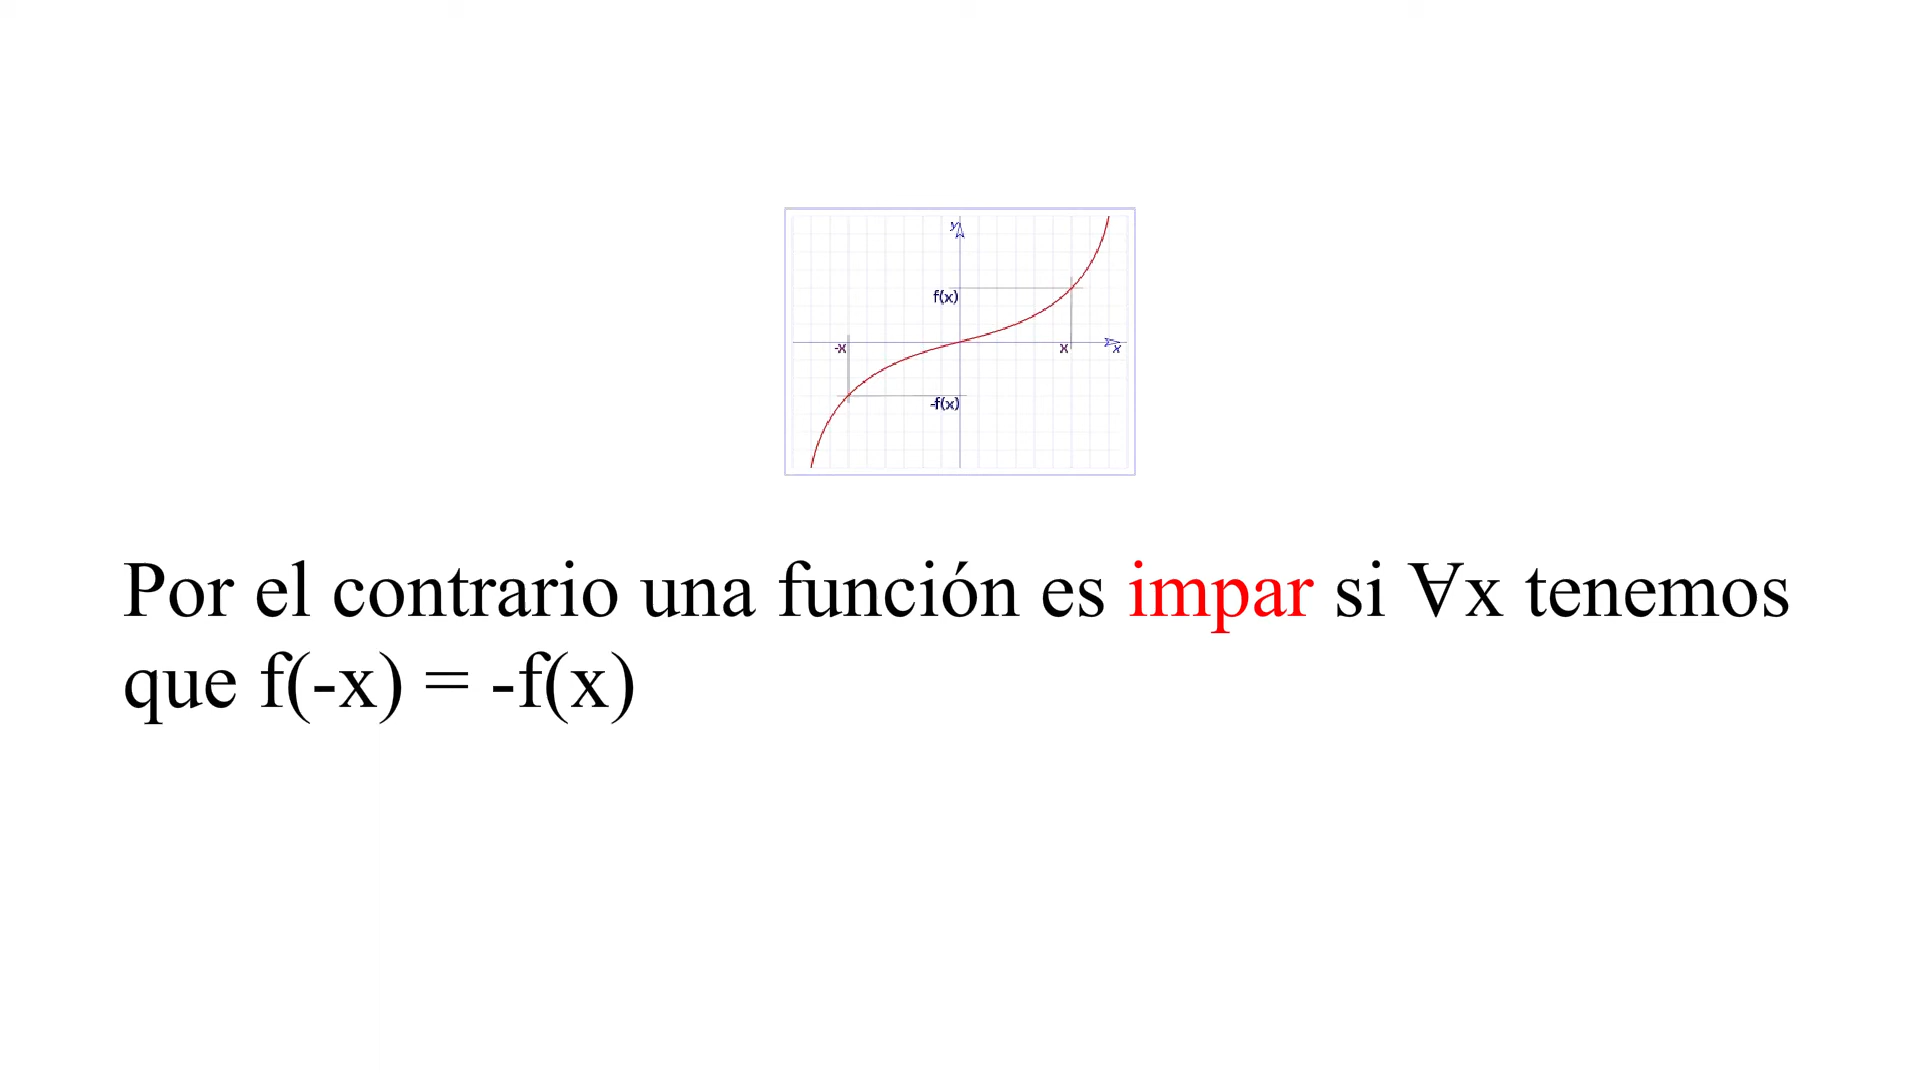 y
f(x)
-x
x
x
-f(x)
Por el contrario una función es impar si ∀x tenemos
que f(-x) = -f(x)